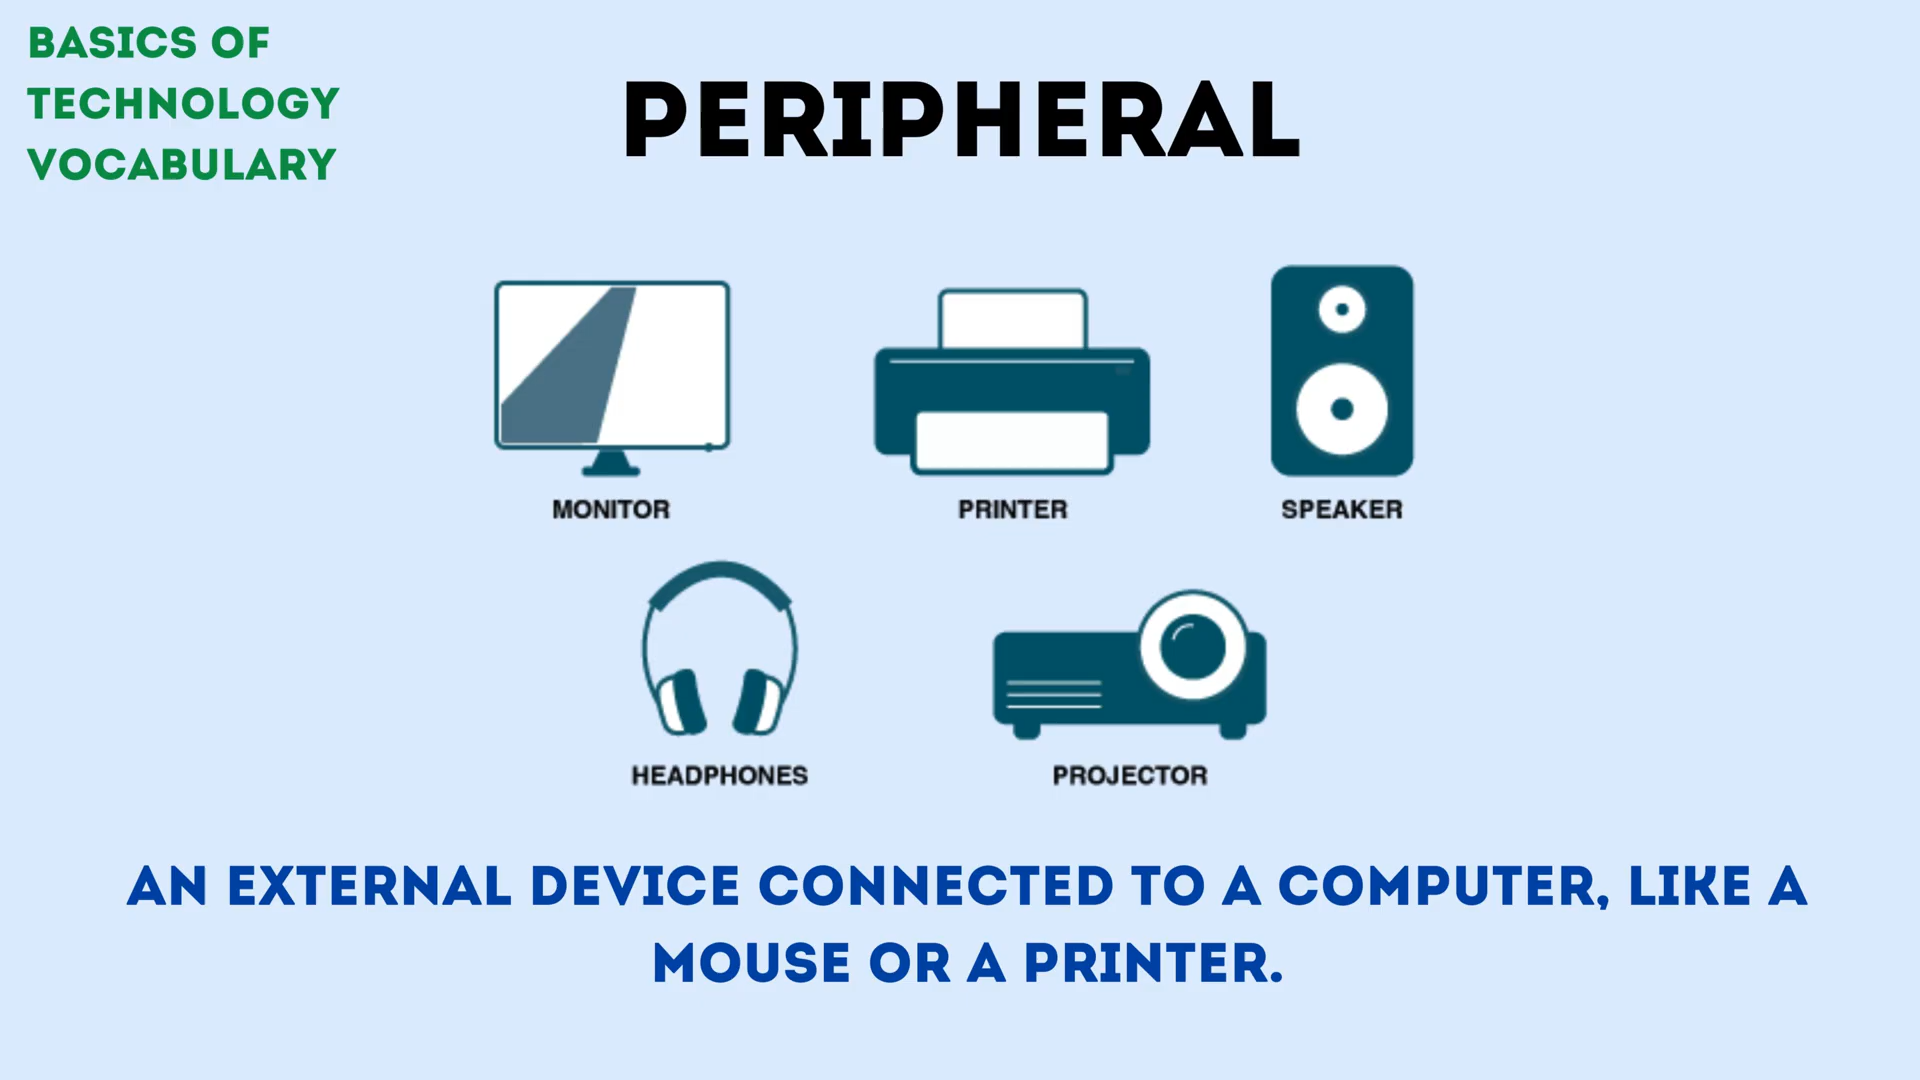 BASICS OF
TECHNOLOGY
VOCABULARY
PERIPHERAL
MONITOR
PRINTER
SPEAKER
HEADPHONES
PROJECTOR
AN EXTERNAL DEVICE CONNECTED TO A COMPUTER, LIKE A
MOUSE OR A PRINTER.